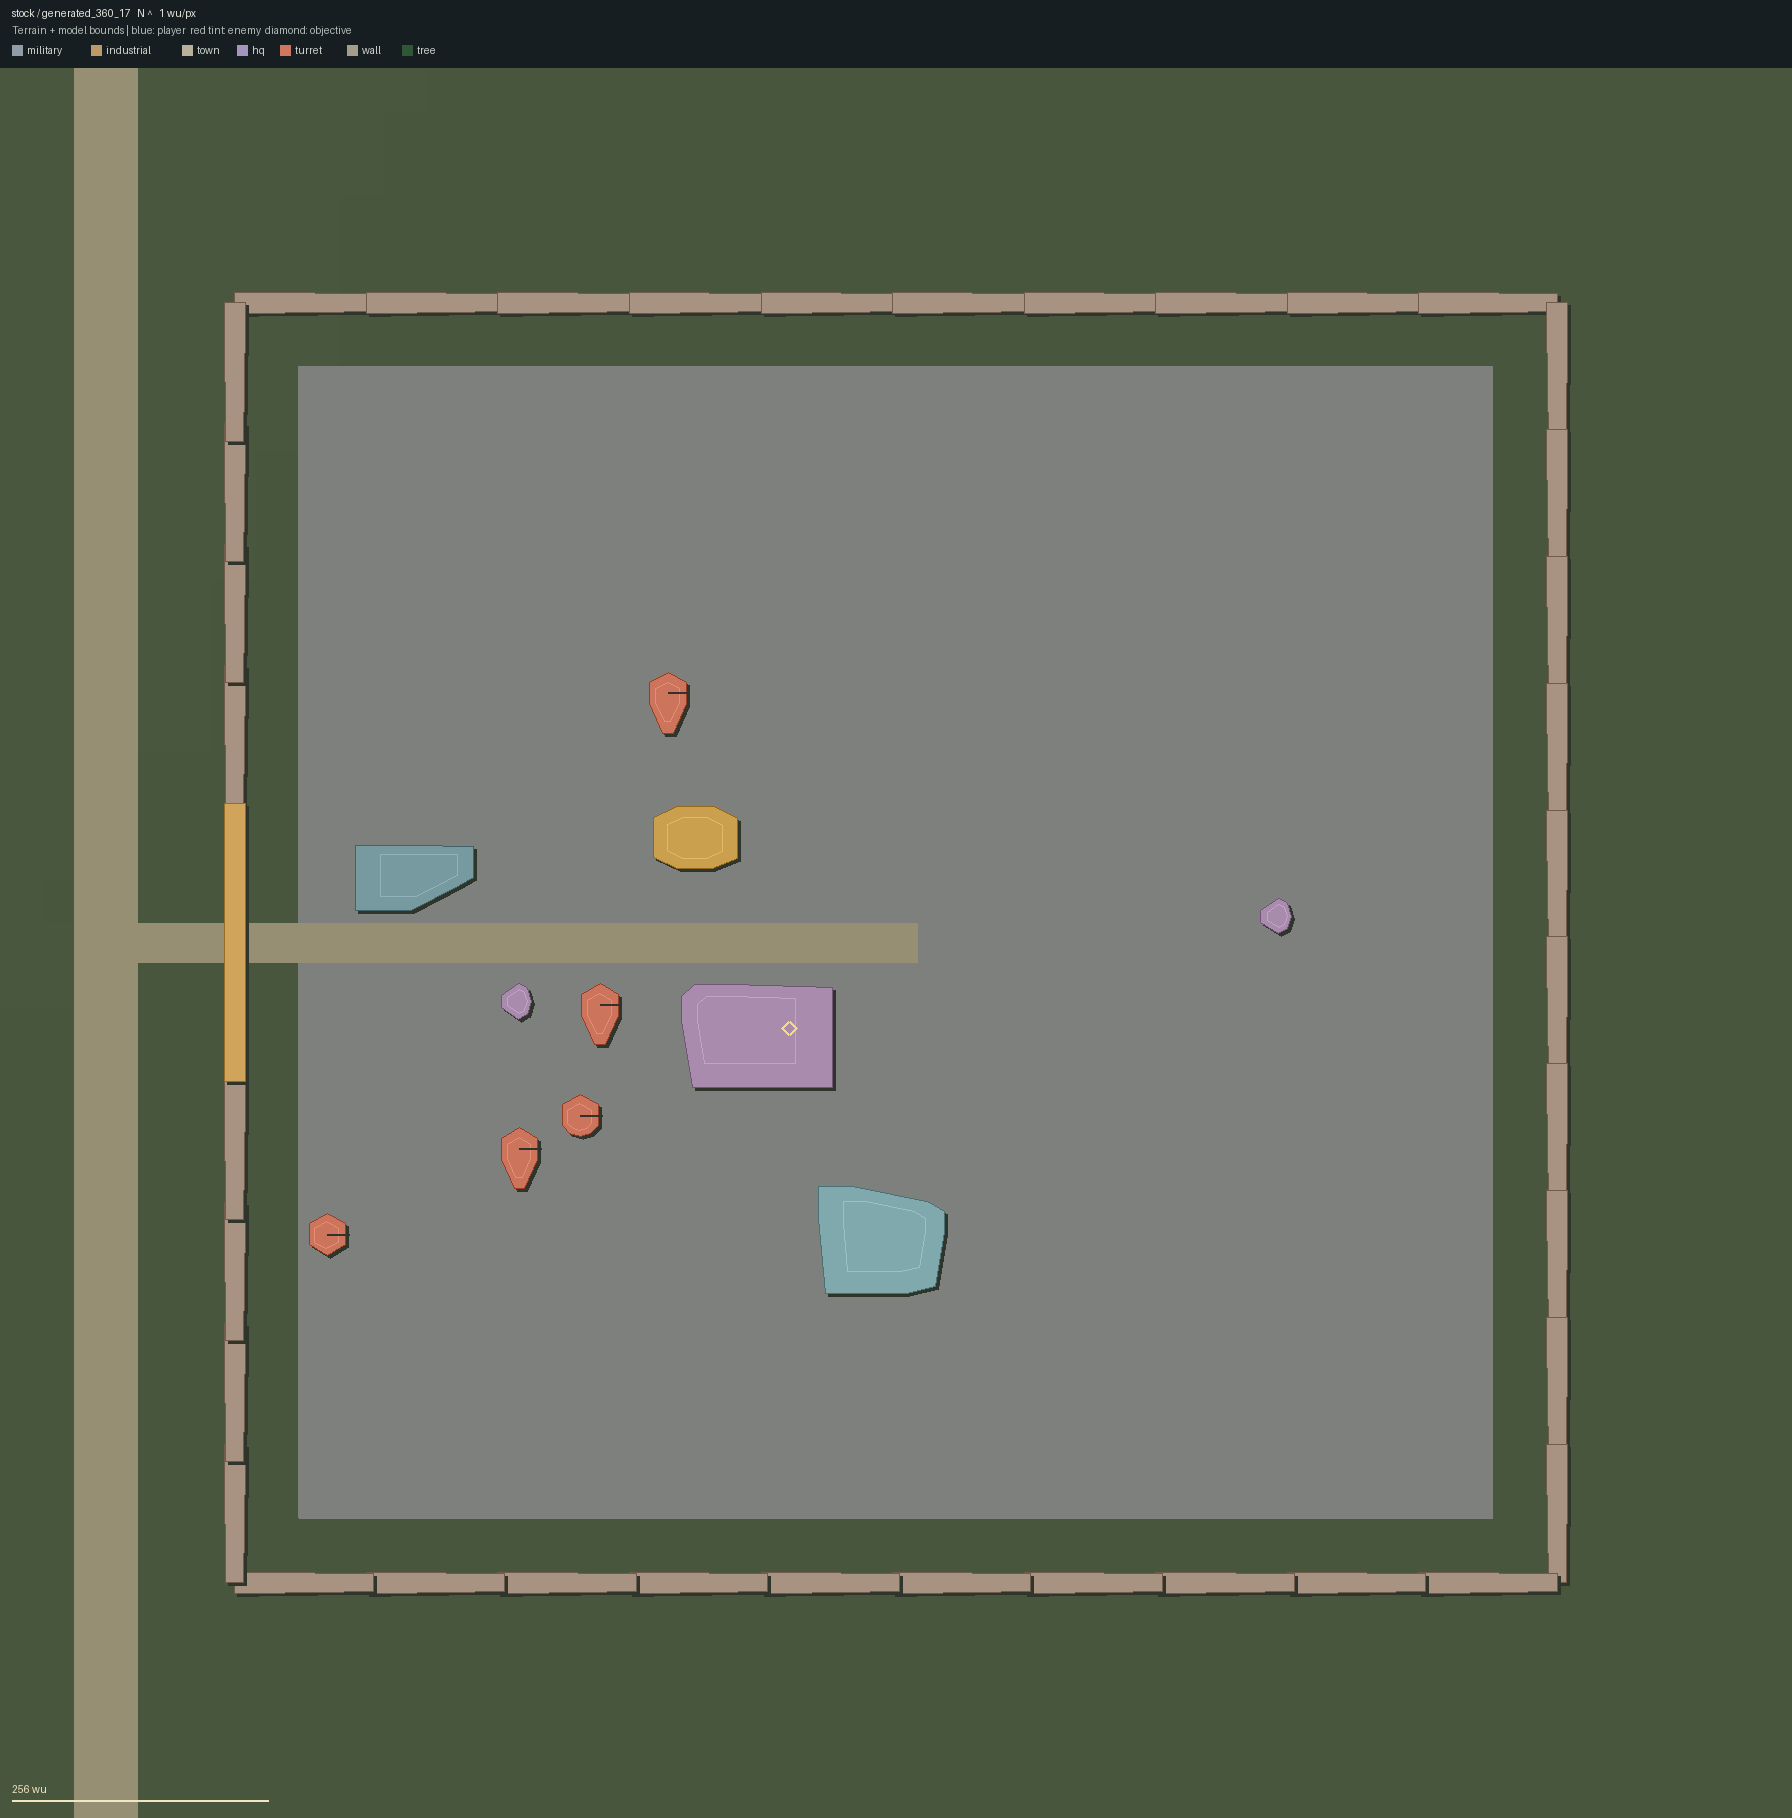 stock / generated_360_17 N ^ 1 wu/px
Terrain + model bounds | blue: player red tint: enemy diamond: objective
military industrial town hq turret wall tree
256 wu